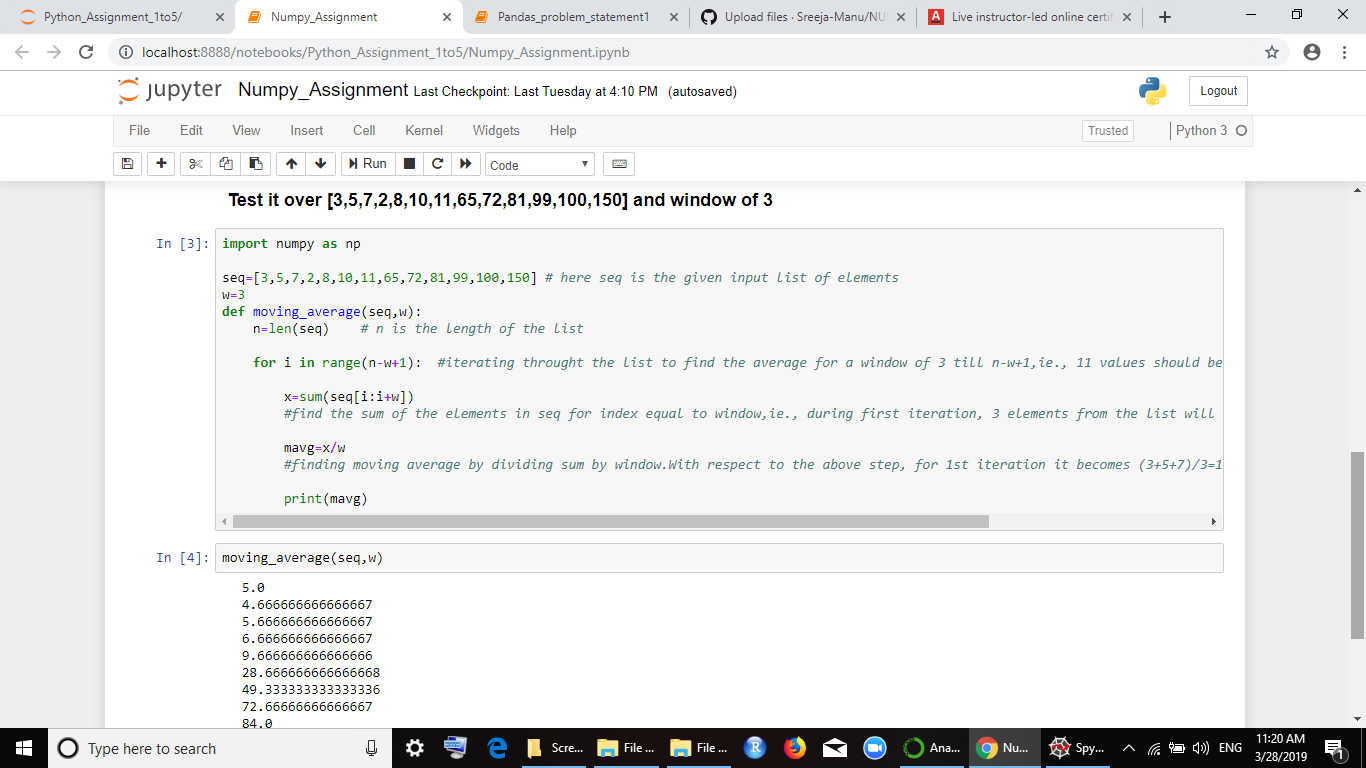 Python_Assignment_1to5/
Numpy_Assignment
Pandas_problem_statement1
Upload files · Sreeja-Manu/NU
Live instructor-led online certif
localhost:8888/notebooks/Python_Assignment_1to5/Numpy_Assignment.ipynb
jupyter Numpy_Assignment Last Checkpoint: Last Tuesday at 4:10 PM (autosaved)
Logout
File Edit View Insert Cell Kernel Widgets Help
Trusted
Python 3
Run
Code
Test it over [3,5,7,2,8,10,11,65,72,81,99,100,150] and window of 3
In [3]: import numpy as np
seq=[3,5,7,2,8,10,11,65,72,81,99,100,150] # here seq is the given input list of elements
w=3
def moving_average(seq,w):
n=len(seq) # n is the length of the list
for i in range(n-w+1): #iterating throught the list to find the average for a window of 3 till n-w+1,ie., 11 values should be
x=sum(seq[i:i+w])
#find the sum of the elements in seq for index equal to window,ie., during first iteration, 3 elements from the list will
mavg=x/w
#finding moving average by dividing sum by window.With respect to the above step, for 1st iteration it becomes (3+5+7)/3=1
print(mavg)
In [4]: moving_average(seq,w)
5.0
4.666666666666667
5.666666666666667
6.666666666666667
9.666666666666666
28.666666666666668
49.333333333333336
72.66666666666667
84.0
Type here to search
Scre...
File ...
File ...
Ana...
Nu...
Spy...
ENG
11:20 AM
3/28/2019
1